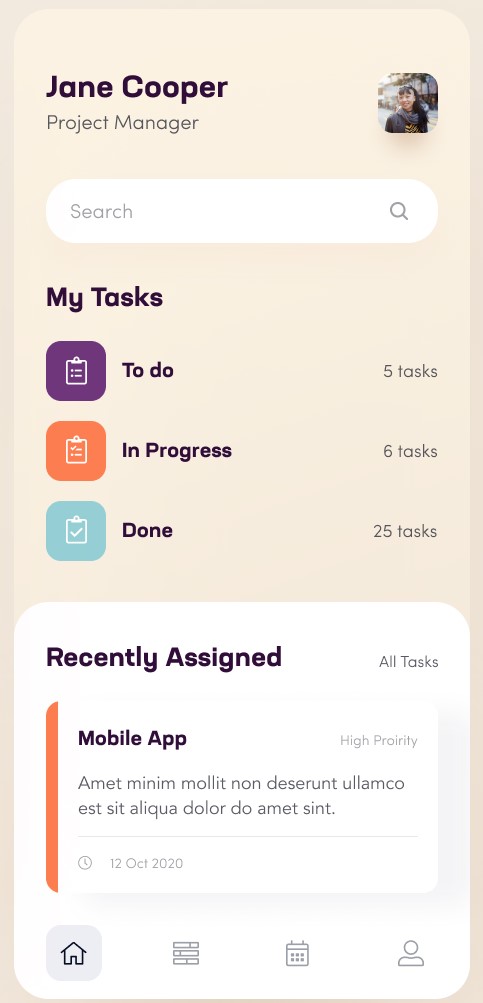 Jane Cooper
Project Manager
Search
My Tasks
To do 5 tasks
In Progress 6 tasks
Done 25 tasks
Recently Assigned All Tasks
Mobile App High Proirity
Amet minim mollit non deserunt ullamco
est sit aliqua dolor do amet sint.
12 Oct 2020